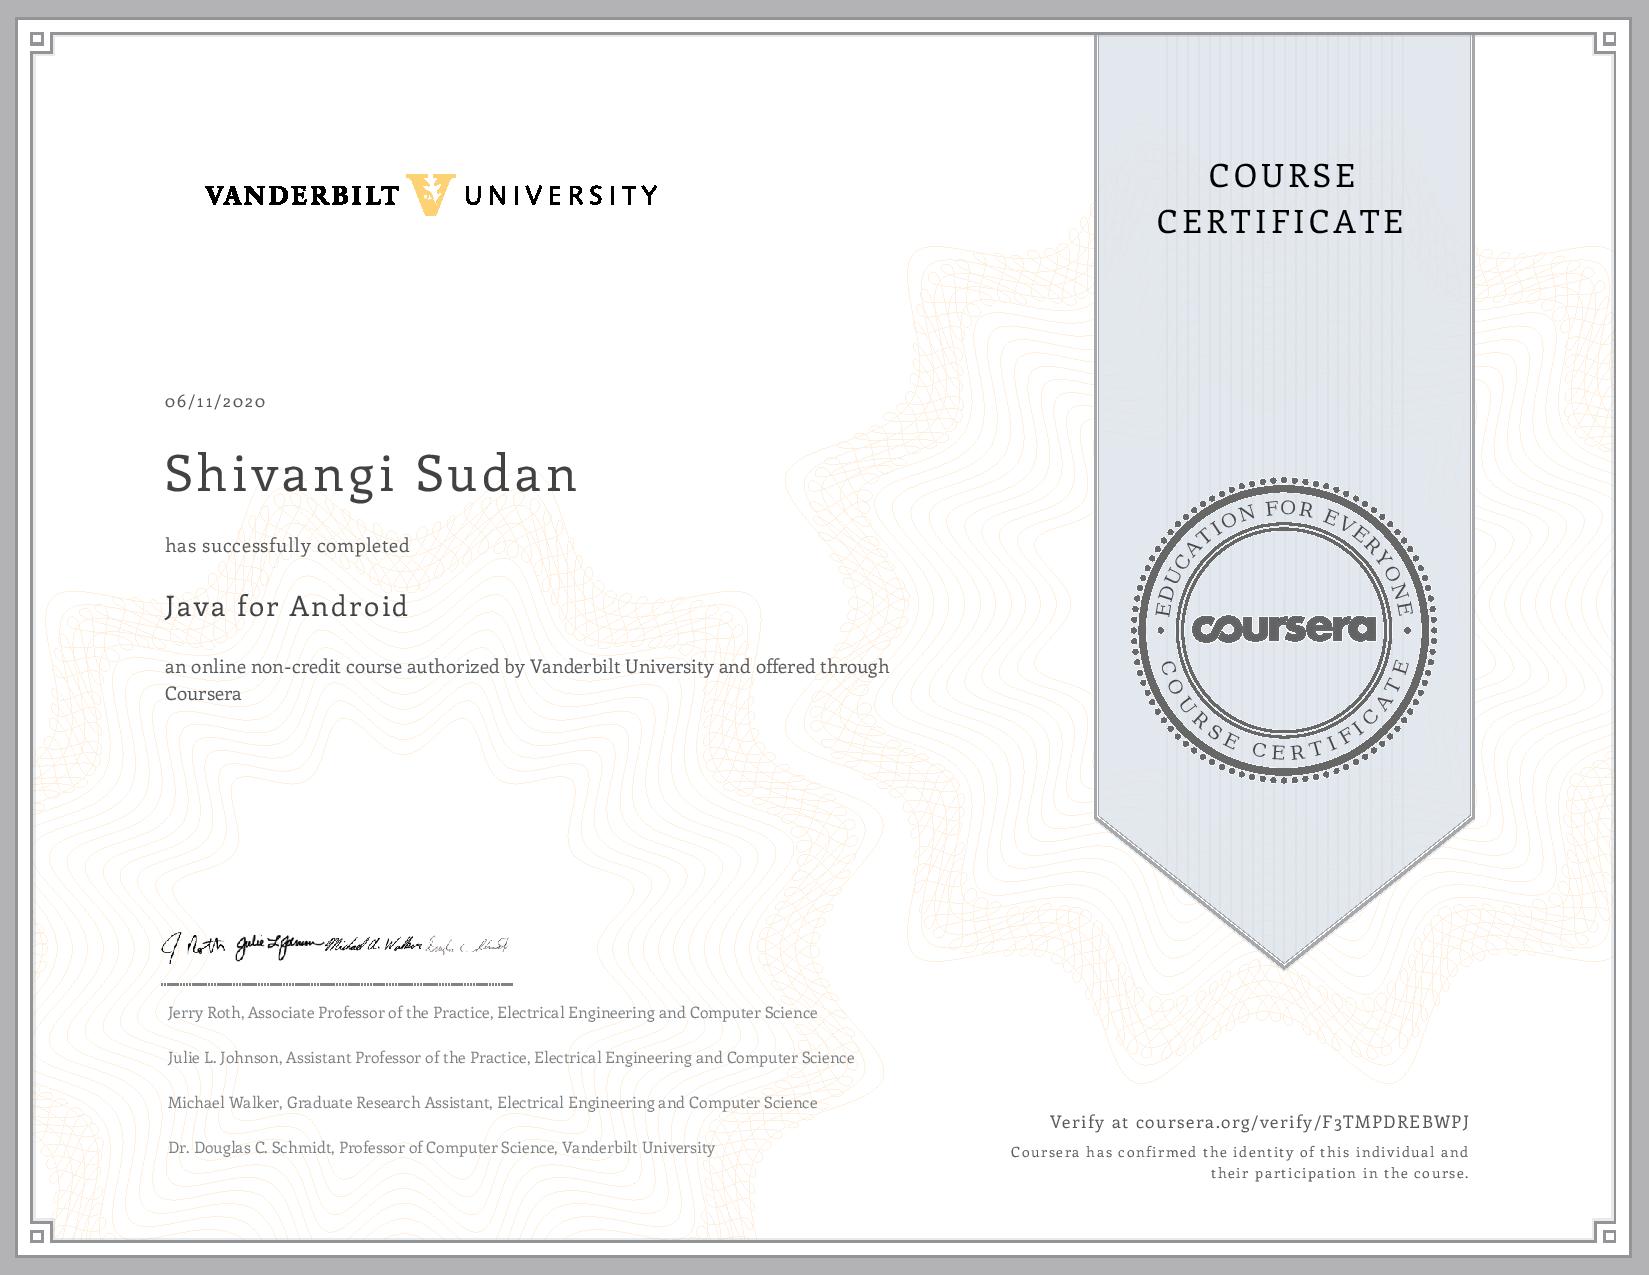 VANDERBILT UNIVERSITY
COURSE
CERTIFICATE
06/11/2020
Shivangi Sudan
has successfully completed
Java for Android
an online non-credit course authorized by Vanderbilt University and offered through
Coursera
EDUCATION FOR EVERYONE
coursera
COURSE CERTIFICATE
J Roth Julie L Johnson Michael A. Walker Douglas C. Schmidt
Jerry Roth, Associate Professor of the Practice, Electrical Engineering and Computer Science
Julie L. Johnson, Assistant Professor of the Practice, Electrical Engineering and Computer Science
Michael Walker, Graduate Research Assistant, Electrical Engineering and Computer Science
Dr. Douglas C. Schmidt, Professor of Computer Science, Vanderbilt University
Verify at coursera.org/verify/F3TMPDREBWPJ
Coursera has confirmed the identity of this individual and
their participation in the course.